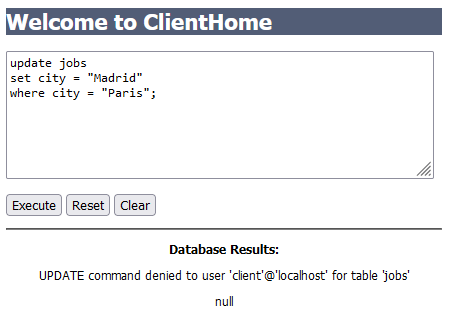 Welcome to ClientHome
update jobs
set city = "Madrid"
where city = "Paris";
Execute Reset Clear
Database Results:
UPDATE command denied to user 'client'@'localhost' for table 'jobs'
null